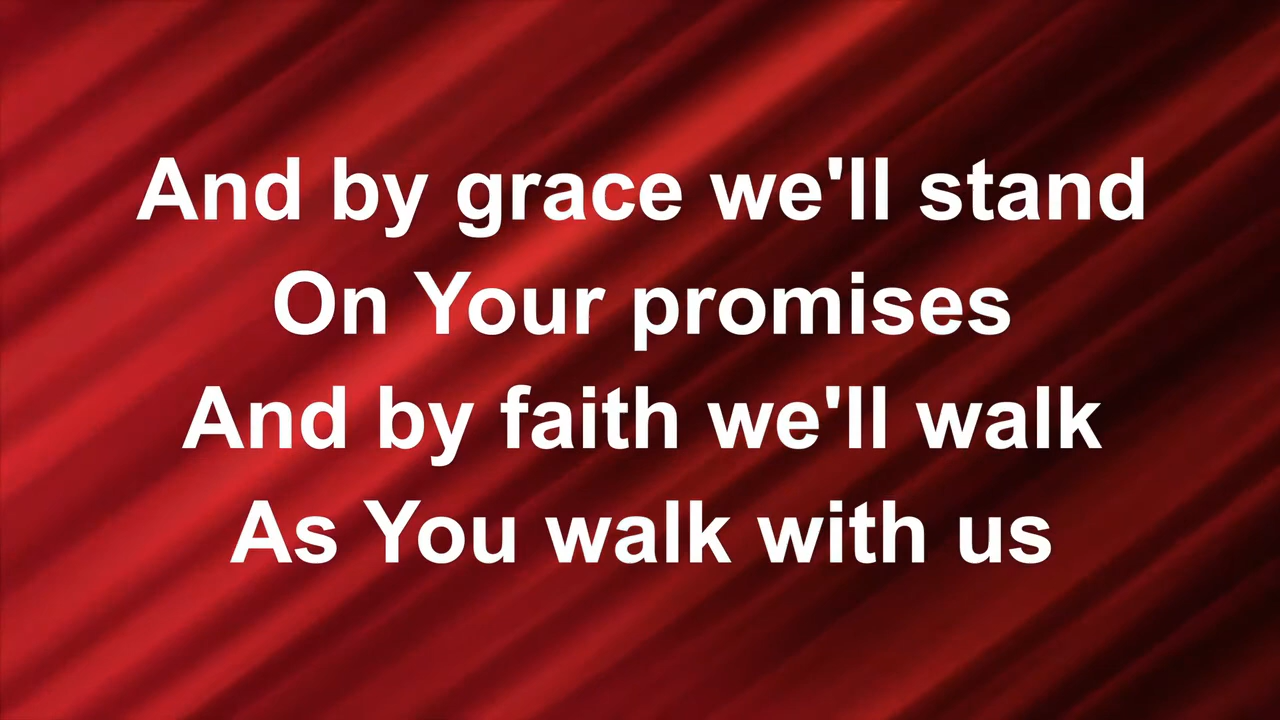 And by grace we'll stand
On Your promises
And by faith we'll walk
As You walk with us